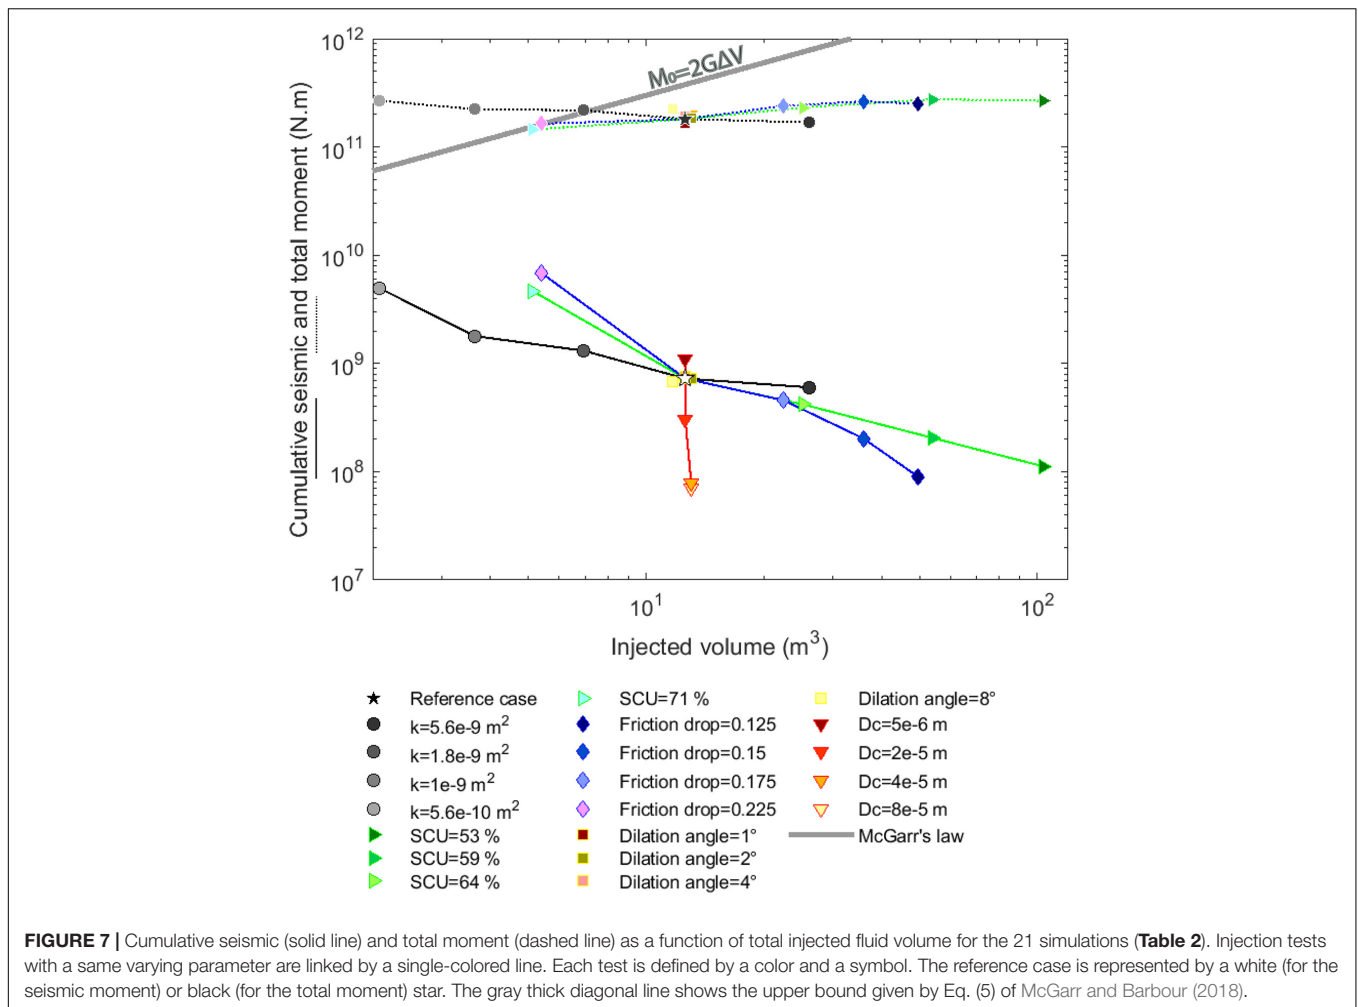 10^12
10^11
10^10
10^9
10^8
10^7
Cumulative seismic and total moment (N.m)
M₀=2GΔV
10^1
10^2
Injected volume (m^3)
Reference case
k=5.6e-9 m^2
k=1.8e-9 m^2
k=1e-9 m^2
k=5.6e-10 m^2
SCU=53 %
SCU=59 %
SCU=64 %
SCU=71 %
Friction drop=0.125
Friction drop=0.15
Friction drop=0.175
Friction drop=0.225
Dilation angle=1°
Dilation angle=2°
Dilation angle=4°
Dilation angle=8°
Dc=5e-6 m
Dc=2e-5 m
Dc=4e-5 m
Dc=8e-5 m
McGarr's law
FIGURE 7 | Cumulative seismic (solid line) and total moment (dashed line) as a function of total injected fluid volume for the 21 simulations (Table 2). Injection tests
with a same varying parameter are linked by a single-colored line. Each test is defined by a color and a symbol. The reference case is represented by a white (for the
seismic moment) or black (for the total moment) star. The gray thick diagonal line shows the upper bound given by Eq. (5) of McGarr and Barbour (2018).